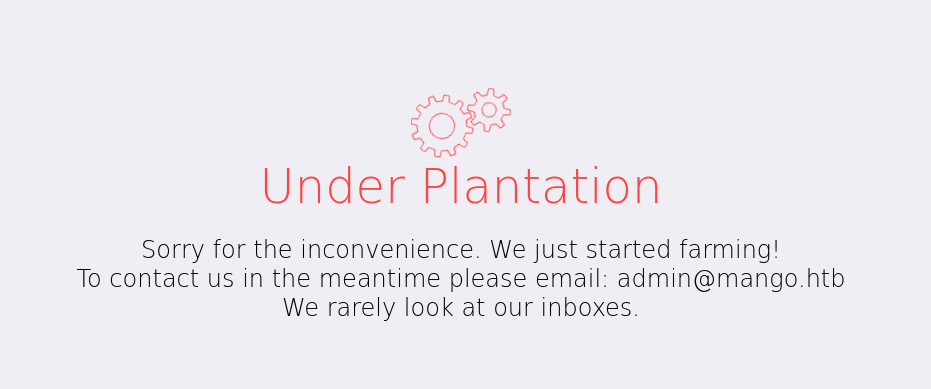 Under Plantation
Sorry for the inconvenience. We just started farming!
To contact us in the meantime please email: admin@mango.htb
We rarely look at our inboxes.